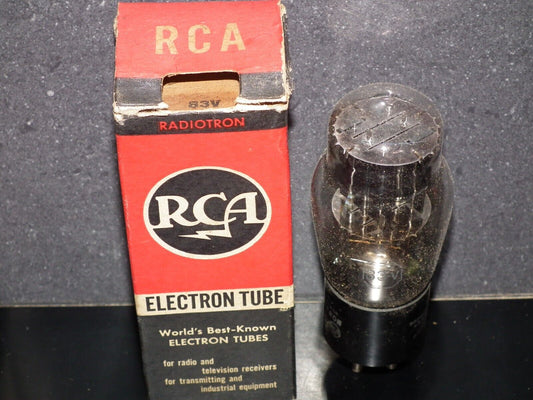 RCA
83V
RADIOTRON
RCA
ELECTRON TUBE
World's Best-Known
ELECTRON TUBES
for radio and
television receivers
for transmitting and
industrial equipment
83V